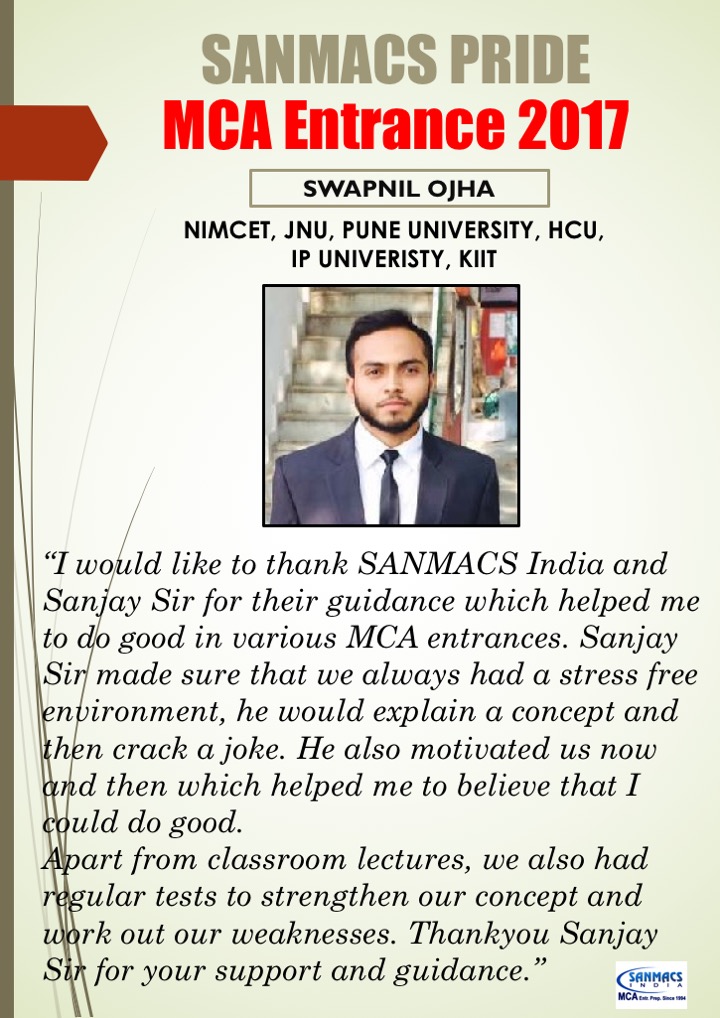 SANMACS PRIDE
MCA Entrance 2017
SWAPNIL OJHA
NIMCET, JNU, PUNE UNIVERSITY, HCU,
IP UNIVERISTY, KIIT
“I would like to thank SANMACS India and
Sanjay Sir for their guidance which helped me
to do good in various MCA entrances. Sanjay
Sir made sure that we always had a stress free
environment, he would explain a concept and
then crack a joke. He also motivated us now
and then which helped me to believe that I
could do good.
Apart from classroom lectures, we also had
regular tests to strengthen our concept and
work out our weaknesses. Thankyou Sanjay
Sir for your support and guidance.”
SANMACS
INDIA
MCA Entr. Prep. Since 1994